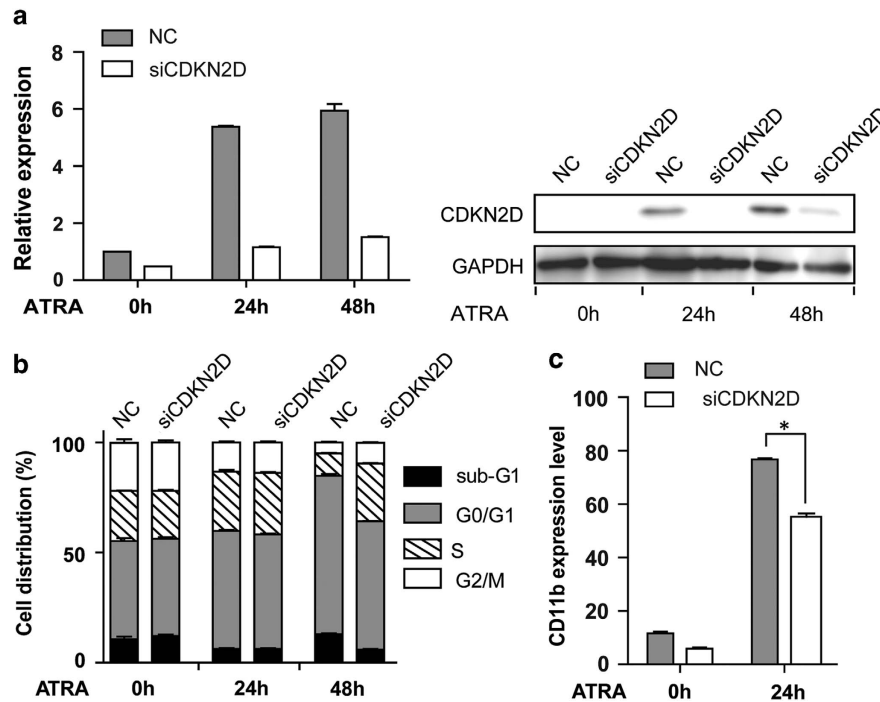 a
NC
siCDKN2D
Relative expression
8
6
4
2
0
ATRA 0h 24h 48h
NC siCDKN2D NC siCDKN2D NC siCDKN2D
CDKN2D
GAPDH
ATRA 0h 24h 48h
b
NC siCDKN2D NC siCDKN2D NC siCDKN2D
Cell distribution (%)
100
50
0
sub-G1
G0/G1
S
G2/M
ATRA 0h 24h 48h
c
NC
siCDKN2D
CD11b expression level
100
80
60
40
20
0
*
ATRA 0h 24h